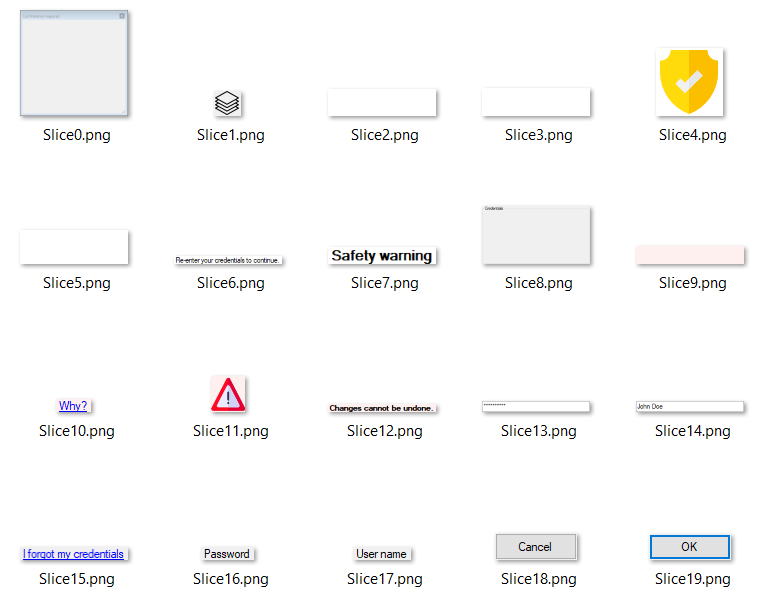 Slice0.png
Slice1.png
Slice2.png
Slice3.png
Slice4.png
Slice5.png
Re-enter your credentials to continue.
Slice6.png
Safety warning
Slice7.png
Credentials
Slice8.png
Slice9.png
Why?
Slice10.png
Slice11.png
Changes cannot be undone.
Slice12.png
**********
Slice13.png
John Doe
Slice14.png
I forgot my credentials
Slice15.png
Password
Slice16.png
User name
Slice17.png
Cancel
Slice18.png
OK
Slice19.png